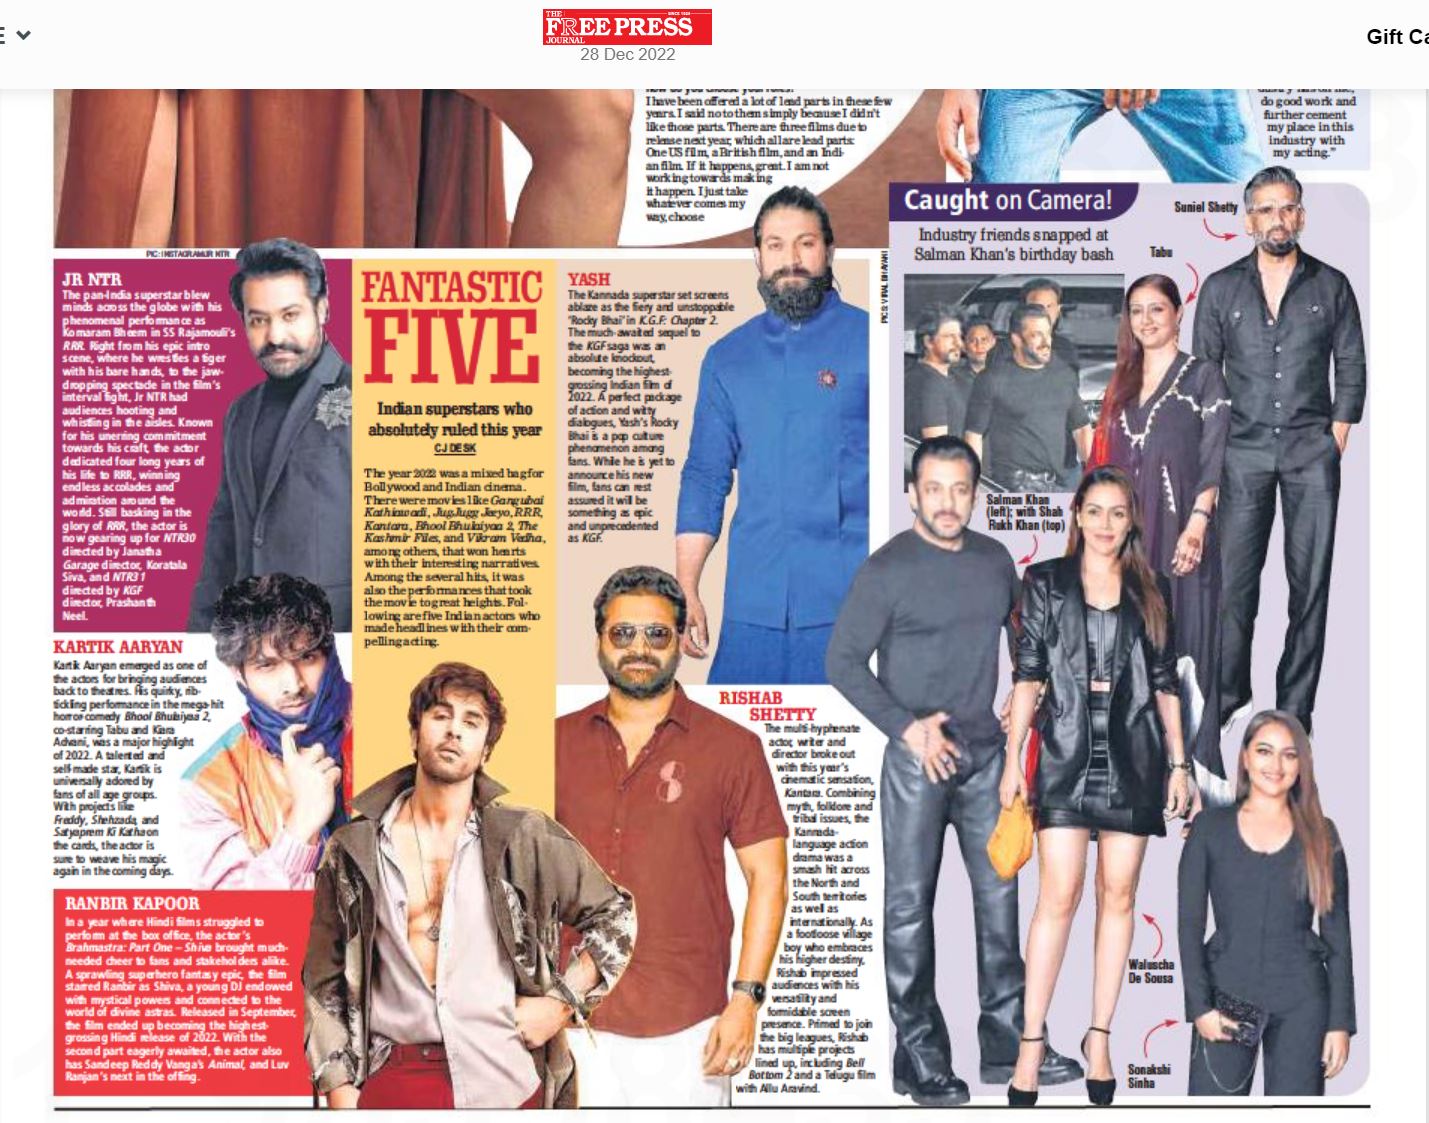 THE
FREE PRESS
JOURNAL
SINCE 1928
28 Dec 2022
Gift Ca
How do you choose your roles?
I have been offered a lot of lead parts in these few
years. I said no to them simply because I didn't
like those parts. There are three films due to
release next year, which all are lead parts:
One US film, a British film, and an Indi-
an film. If it happens, great. I am not
working towards making
it happen. I just take
whatever comes my
way, choose
do good work and
further cement
my place in this
industry with
my acting."
PIC: INSTAGRAM/JR NTR
JR NTR
The pan-India superstar blew
minds across the globe with his
phenomenal performance as
Komaram Bheem in SS Rajamouli's
RRR. Right from his epic intro
scene, where he wrestles a tiger
with his bare hands, to the jaw-
dropping spectacle in the film's
interval fight, Jr NTR had
audiences hooting and
whistling in the aisles. Known
for his unerring commitment
towards his craft, the actor
dedicated four long years of
his life to RRR, winning
endless accolades and
admiration around the
world. Still basking in the
glory of RRR, the actor is
now gearing up for NTR30
directed by Janatha
Garage director, Koratala
Siva, and NTR31
directed by KGF
director, Prashanth
Neel.
FANTASTIC
FIVE
Indian superstars who
absolutely ruled this year
CJ DESK
The year 2022 was a mixed bag for
Bollywood and Indian cinema.
There were movies like Gangubai
Kathiawadi, JugJugg Jeeyo, RRR,
Kantara, Bhool Bhulaiyaa 2, The
Kashmir Files, and Vikram Vedha,
among others, that won hearts
with their interesting narratives.
Among the several hits, it was
also the performances that took
the movie to great heights. Fol-
lowing are five Indian actors who
made headlines with their com-
pelling acting.
YASH
The Kannada superstar set screens
ablaze as the fiery and unstoppable
'Rocky Bhai' in K.G.F: Chapter 2.
The much-awaited sequel to
the KGF saga was an
absolute knockout,
becoming the highest-
grossing Indian film of
2022. A perfect package
of action and witty
dialogues, Yash's Rocky
Bhai is a pop culture
phenomenon among
fans. While he is yet to
announce his new
film, fans can rest
assured it will be
something as epic
and unprecedented
as KGF.
KARTIK AARYAN
Kartik Aaryan emerged as one of
the actors for bringing audiences
back to theatres. His quirky, rib-
tickling performance in the mega-hit
horror-comedy Bhool Bhulaiyaa 2,
co-starring Tabu and Kiara
Advani, was a major highlight
of 2022. A talented and
self-made star, Kartik is
universally adored by
fans of all age groups.
With projects like
Freddy, Shehzada, and
Satyaprem Ki Katha on
the cards, the actor is
sure to weave his magic
again in the coming days.
RANBIR KAPOOR
In a year where Hindi films struggled to
perform at the box office, the actor's
Brahmastra: Part One – Shiva brought much-
needed cheer to fans and stakeholders alike.
A sprawling superhero fantasy epic, the film
starred Ranbir as Shiva, a young DJ endowed
with mystical powers and connected to the
world of divine astras. Released in September,
the film ended up becoming the highest-
grossing Hindi release of 2022. With the
second part eagerly awaited, the actor also
has Sandeep Reddy Vanga's Animal, and Luv
Ranjan's next in the offing.
RISHAB
SHETTY
The multi-hyphenate
actor, writer and
director broke out
with this year's
cinematic sensation,
Kantara. Combining
myth, folklore and
tribal issues, the
Kannada-
language action
drama was a
smash hit across
the North and
South territories
as well as
internationally. As
a footloose village
boy who embraces
his higher destiny,
Rishab impressed
audiences with his
versatility and
formidable screen
presence. Primed to join
the big leagues, Rishab
has multiple projects
lined up, including Bell
Bottom 2 and a Telugu film
with Allu Aravind.
PICS: VIRAL BHAYANI
Caught on Camera!
Industry friends snapped at
Salman Khan's birthday bash
Suniel Shetty
Tabu
Salman Khan
(left); with Shah
Rukh Khan (top)
Waluscha
De Sousa
Sonakshi
Sinha